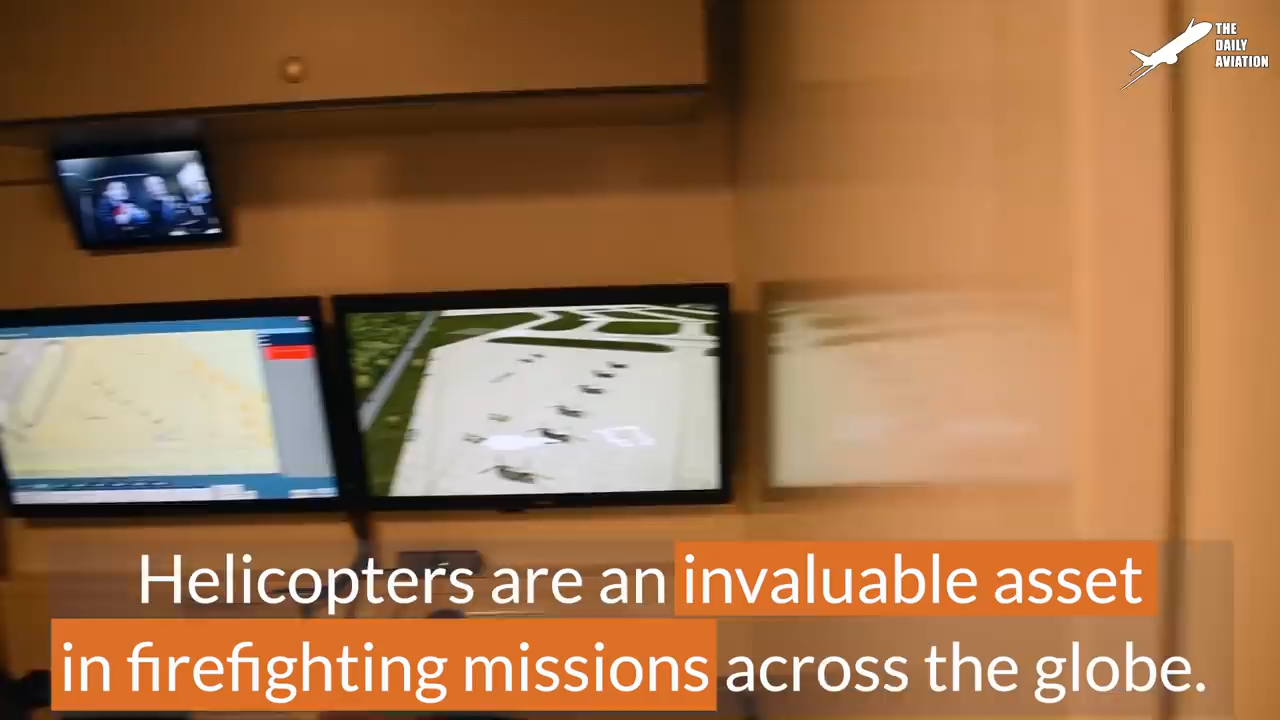 THE
DAILY
AVIATION
Helicopters are an invaluable asset
in firefighting missions across the globe.